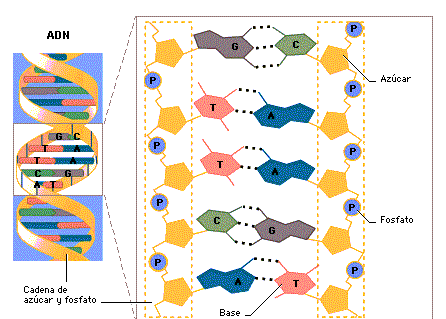 ADN
G C
T A
T A
C G
A T
Cadena de
azúcar y fosfato
P P
G C
Azúcar
P P
T A
P P
T A
P P
Fosfato
C G
P P
A T
Base